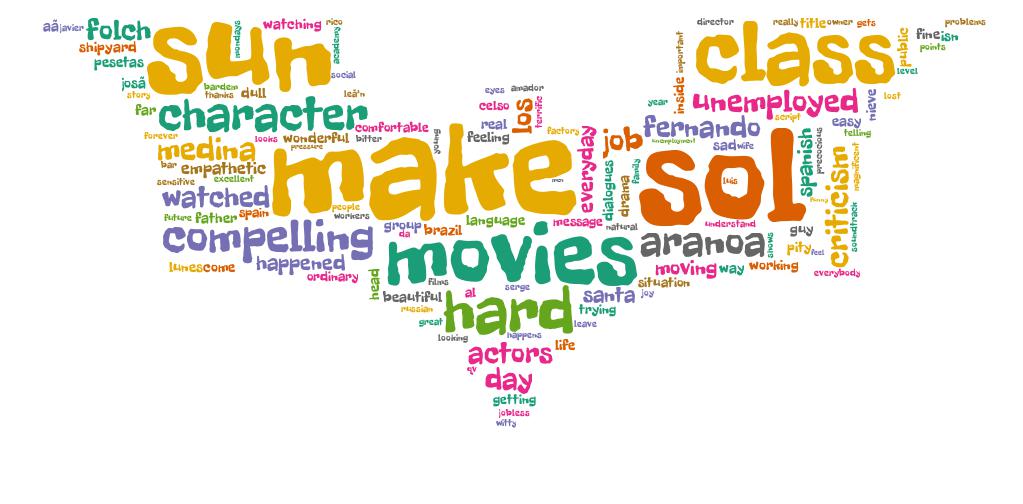 aã
javier
folch
shipyard
pesetas
josã
story
sun
mondays
watching
rico
academy
social
bardem
thanks
dull
leã'n
far
character
forever
looks
wonderful
pressure
bitter
comfortable
medina
bar
empathetic
sensitive
excellent
watched
future
father
spain
people
workers
young
make
men
compelling
group
da
brazil
language
message
lunes
come
happened
ordinary
head
films
movies
eyes
amador
celso
los
terrific
real
feeling
factory
everyday
job
dialogues
drama
family
natural
director
really
title
owner
gets
problems
public
fine
isn
points
level
important
inside
class
year
unemployed
nieve
lost
script
fernando
unemployment
sad
wife
easy
telling
spanish
precocious
sol
luis
funny
criticism
magnificent
soundtrack
understand
aranoa
shows
guy
pity
feel
everybody
moving
way
working
situation
beautiful
al
serge
santa
joy
russian
great
hard
trying
leave
looking
happens
actors
life
qv
day
getting
jobless
witty